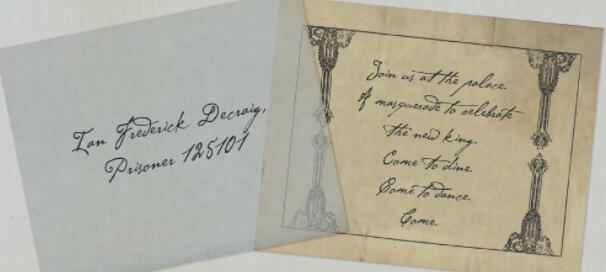 Ian Frederick Decraig,
Prisoner 125101
Join us at the palace.
A masquerade to celebrate
the new king.
Come to dine.
Come to dance.
Come.